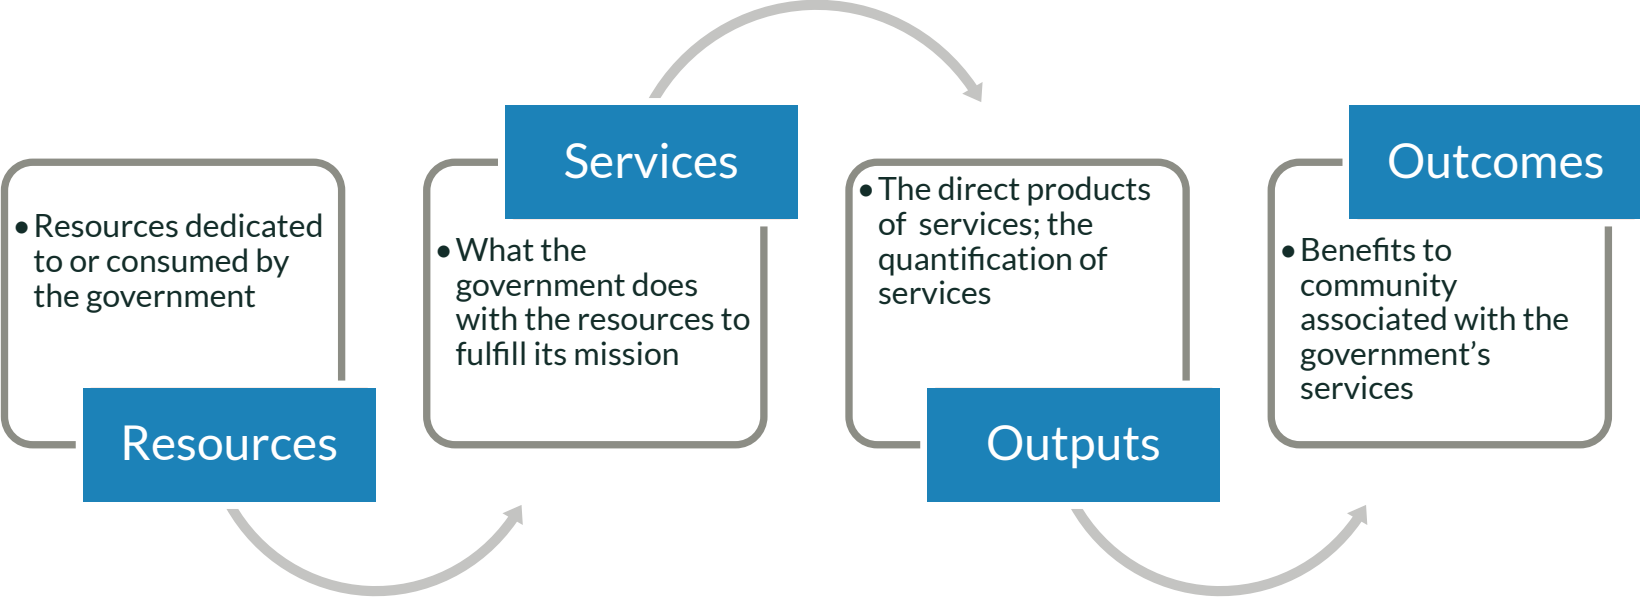 • Resources dedicated
to or consumed by
the government
Resources
Services
• What the
government does
with the resources to
fulfill its mission
• The direct products
of services; the
quantification of
services
Outputs
Outcomes
• Benefits to
community
associated with the
government’s
services